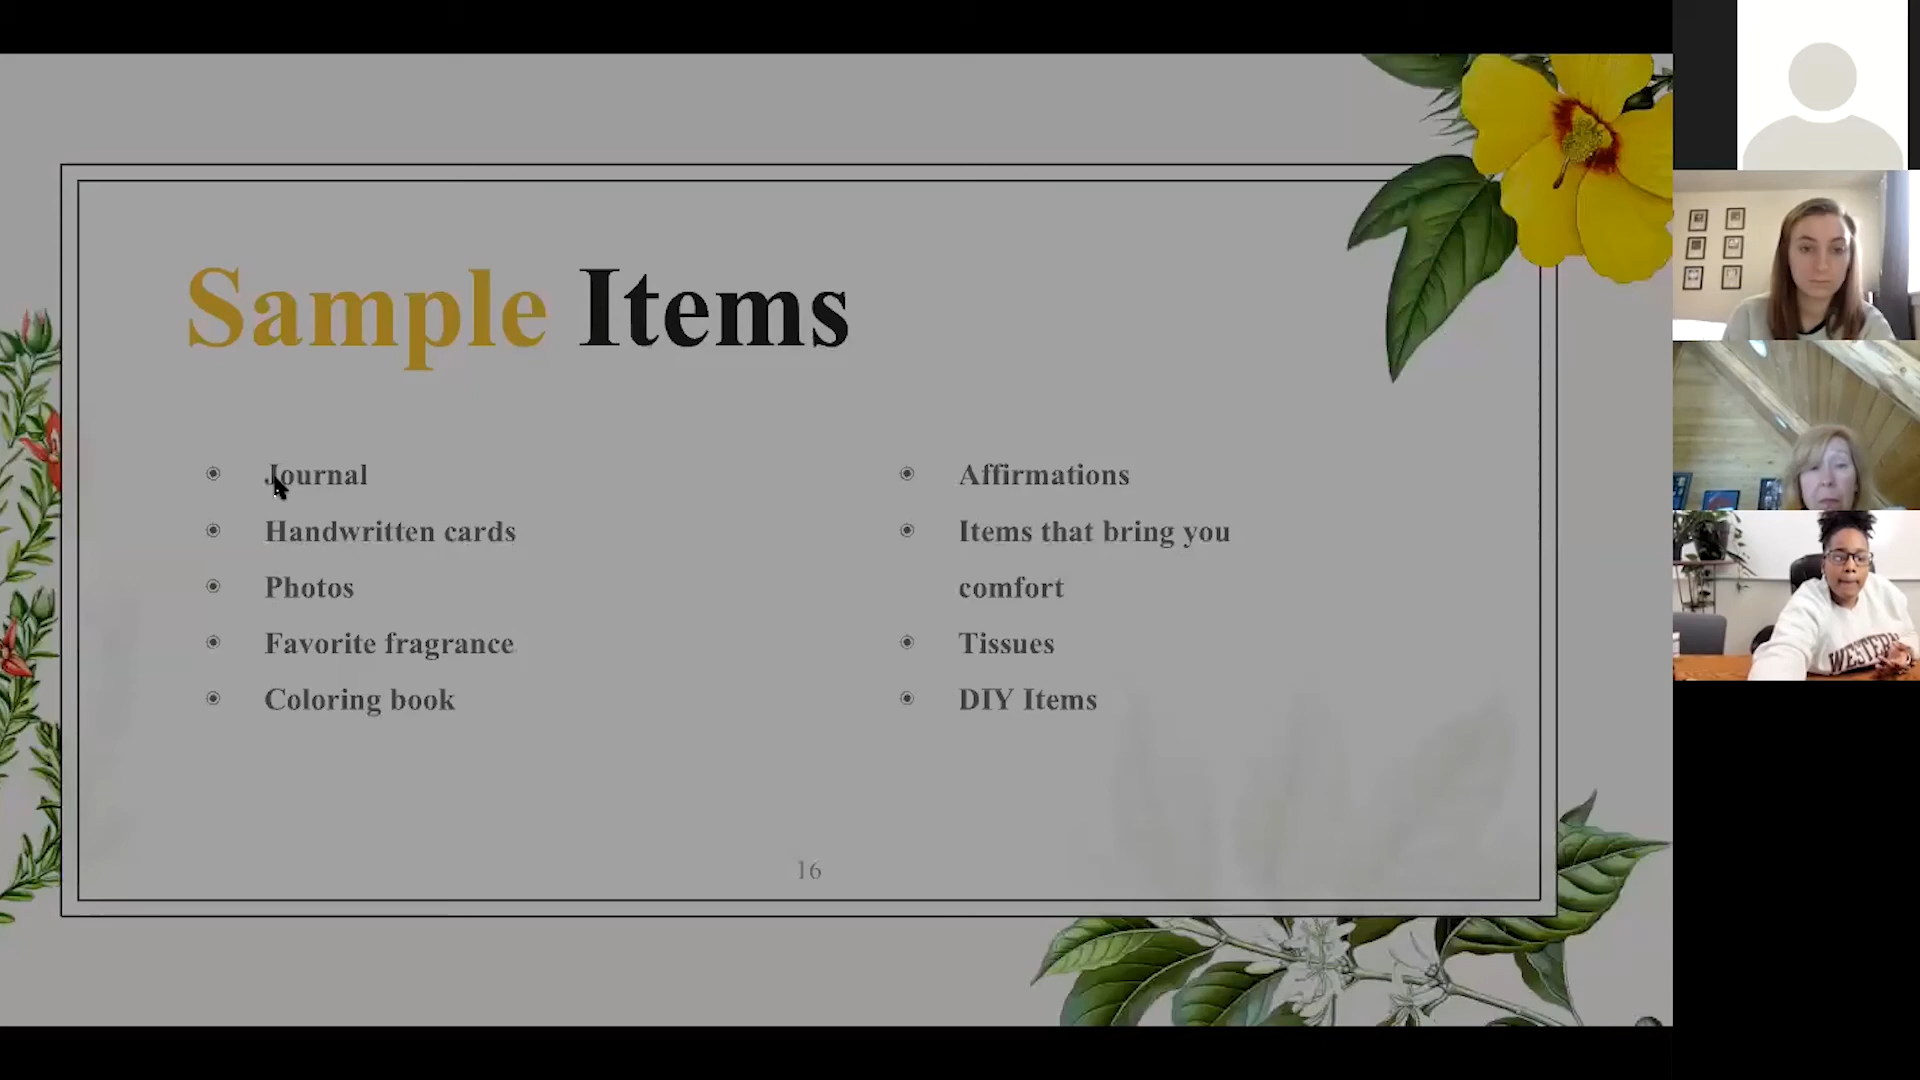 Sample Items
Journal
Handwritten cards
Photos
Favorite fragrance
Coloring book
Affirmations
Items that bring you
comfort
Tissues
DIY Items
16
WESTERN